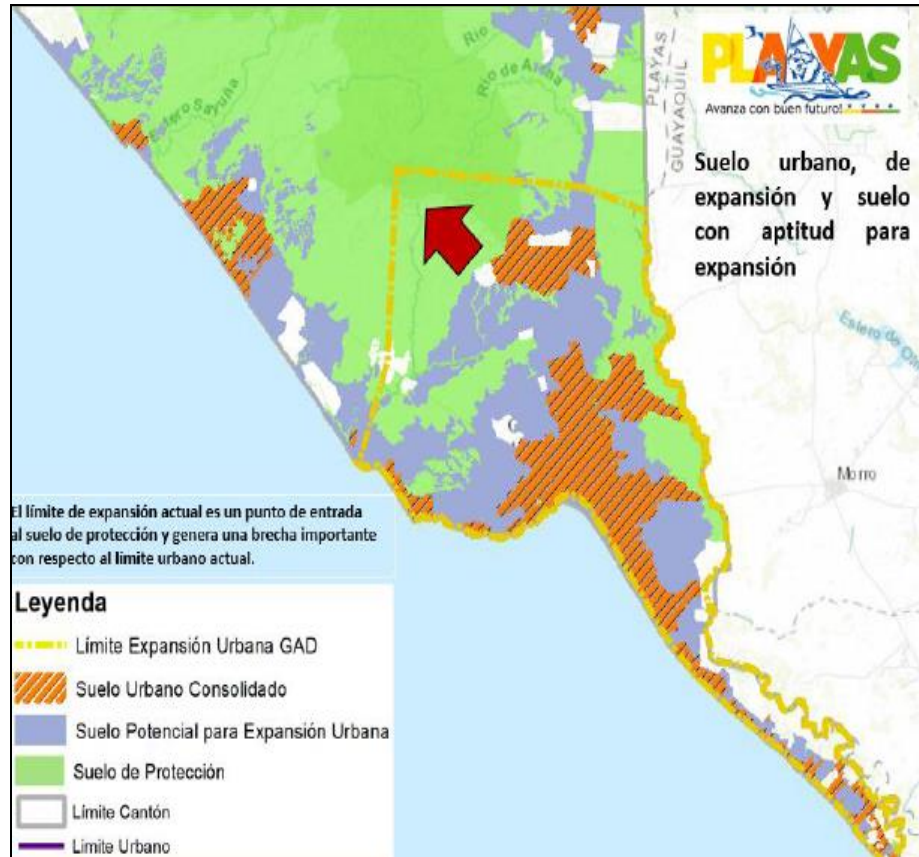 PLAYAS
Avanza con buen futuro!
Suelo urbano, de
expansión y suelo
con aptitud para
expansión
PLAYAS
GUAYAQUIL
Río
Río de Arena
Estero Sayuña
Morro
El límite de expansión actual es un punto de entrada
al suelo de protección y genera una brecha importante
con respecto al límite urbano actual.
Leyenda
Límite Expansión Urbana GAD
Suelo Urbano Consolidado
Suelo Potencial para Expansión Urbana
Suelo de Protección
Límite Cantón
Límite Urbano